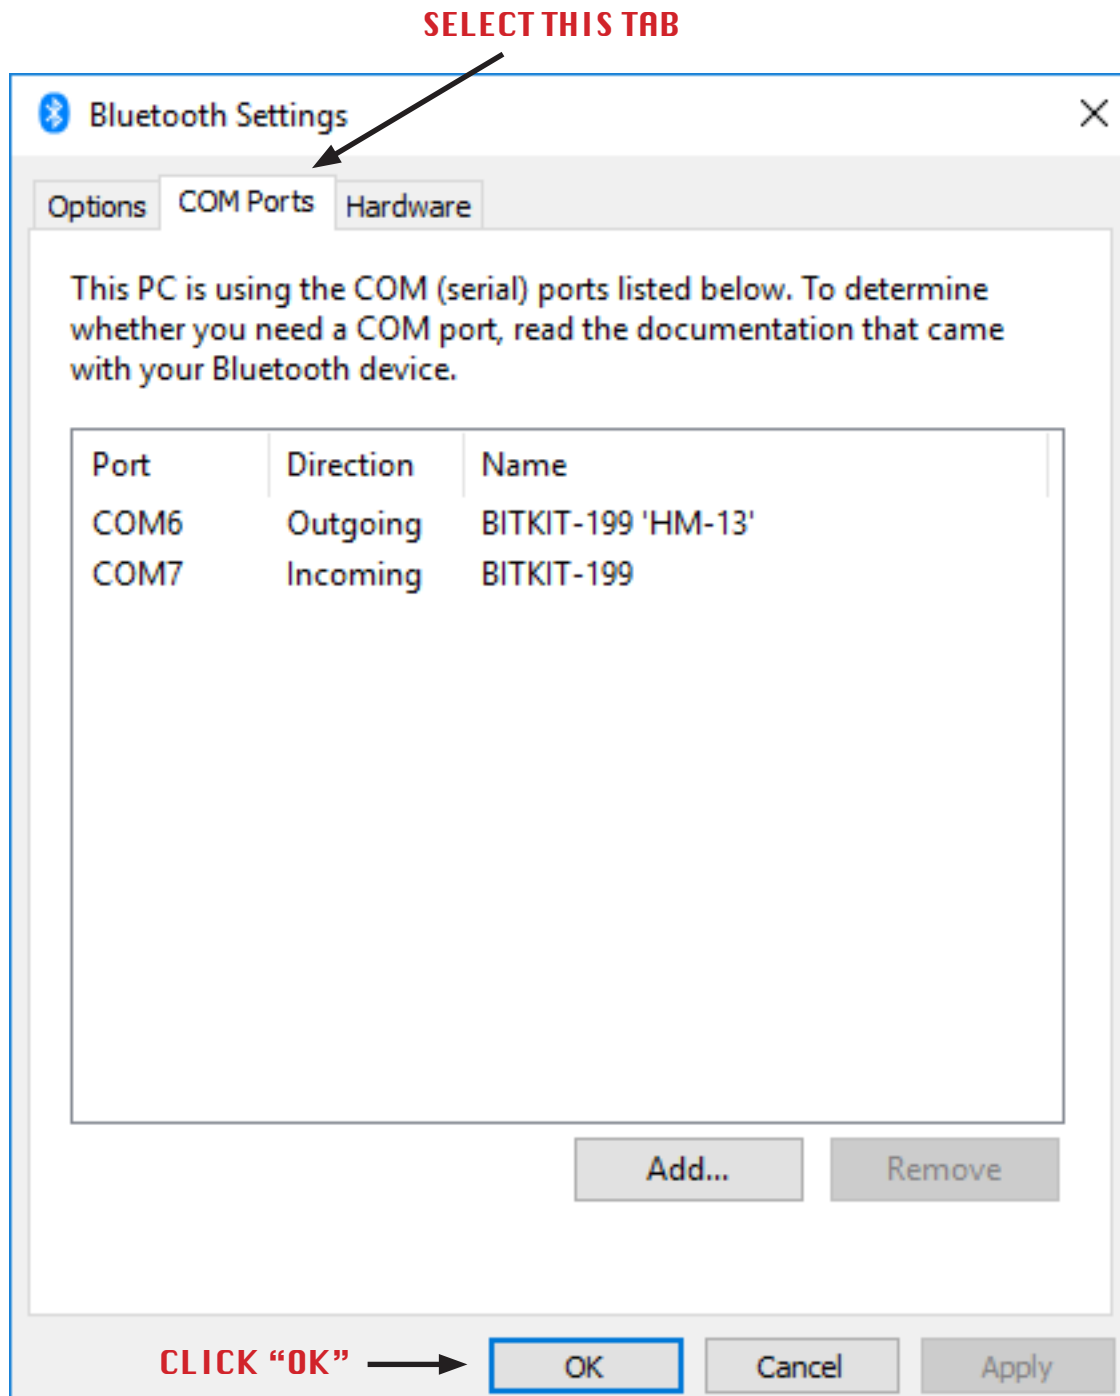 SELECT THIS TAB
Bluetooth Settings
Options COM Ports Hardware
This PC is using the COM (serial) ports listed below. To determine
whether you need a COM port, read the documentation that came
with your Bluetooth device.
Port Direction Name
COM6 Outgoing BITKIT-199 'HM-13'
COM7 Incoming BITKIT-199
Add... Remove
CLICK “OK” OK Cancel Apply